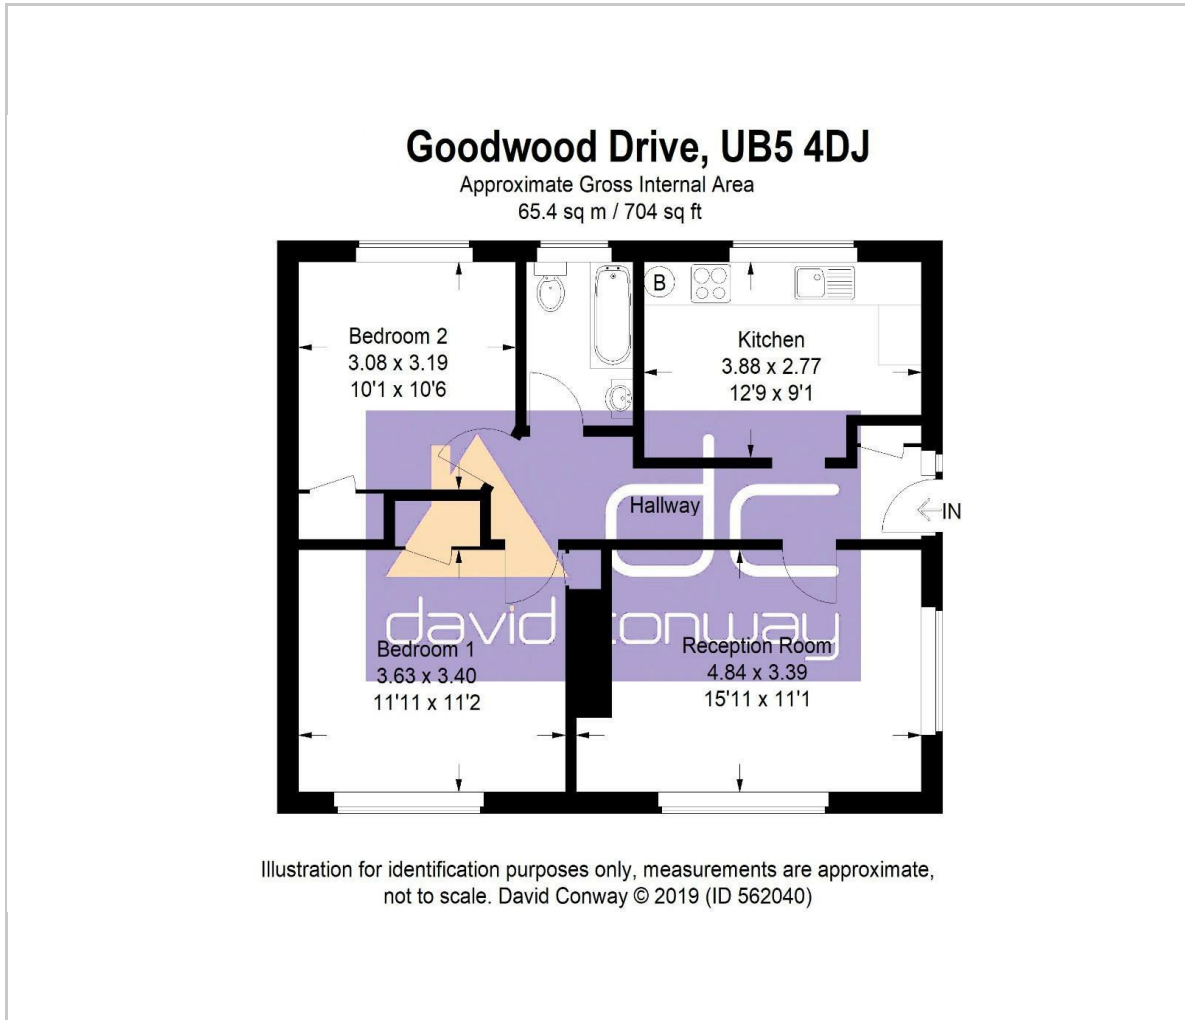 Goodwood Drive, UB5 4DJ
Approximate Gross Internal Area
65.4 sq m / 704 sq ft
Bedroom 2
3.08 x 3.19
10'1 x 10'6
B
Kitchen
3.88 x 2.77
12'9 x 9'1
dc
Hallway
IN
david conway
Bedroom 1
3.63 x 3.40
11'11 x 11'2
Reception Room
4.84 x 3.39
15'11 x 11'1
Illustration for identification purposes only, measurements are approximate,
not to scale. David Conway © 2019 (ID 562040)